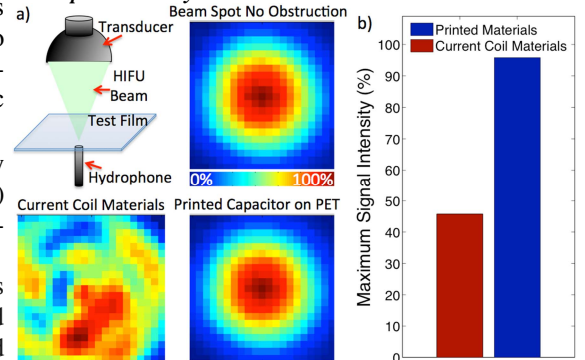 a)
Transducer
HIFU
Beam
Test Film
Hydrophone
Beam Spot No Obstruction
0% 100%
Current Coil Materials
Printed Capacitor on PET
b)
Maximum Signal Intensity (%)
100
90
80
70
60
50
40
30
20
10
0
Printed Materials
Current Coil Materials